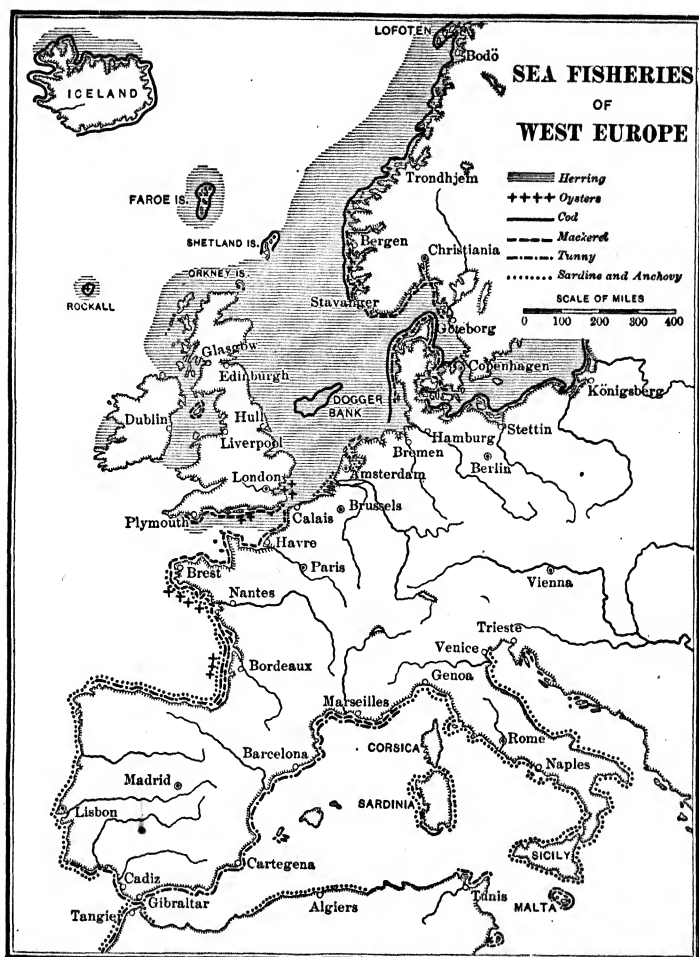 LOFOTEN
Bodö
ICELAND
SEA FISHERIES
OF
WEST EUROPE
Trondhjem
FAROE IS.
Herring
Oysters
Cod
Mackerel
Tunny
Sardine and Anchovy
SHETLAND IS.
Bergen
Christiania
ORKNEY IS.
ROCKALL
Stavanger
SCALE OF MILES
0 100 200 300 400
Göteborg
Glasgow
Edinburgh
Copenhagen
Königsberg
DOGGER
BANK
Dublin
Hull
Liverpool
Hamburg
Stettin
Bremen
Berlin
London
Amsterdam
Plymouth
Calais
Brussels
Havre
Brest
Paris
Vienna
Nantes
Trieste
Venice
Bordeaux
Genoa
Marseilles
Barcelona
CORSICA
Rome
Madrid
Naples
SARDINIA
Lisbon
SICILY
Cartegena
Cadiz
Gibraltar
Algiers
Tunis
Tangier
MALTA